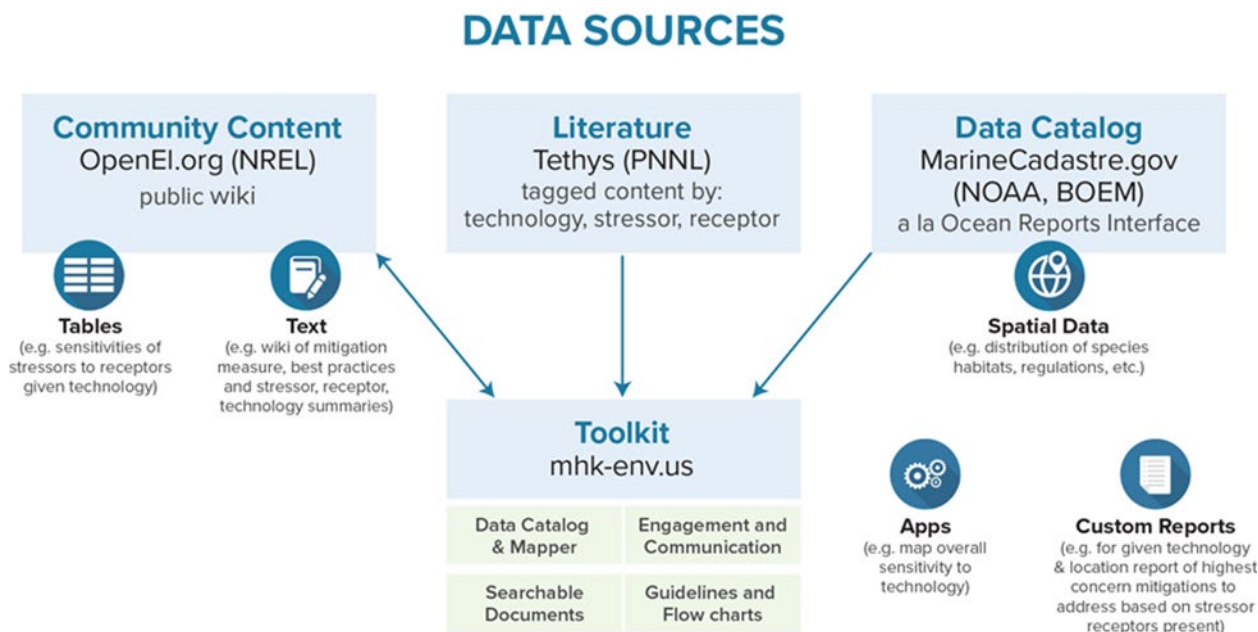 DATA SOURCES
Community Content
OpenEI.org (NREL)
public wiki
Literature
Tethys (PNNL)
tagged content by:
technology, stressor, receptor
Data Catalog
MarineCadastre.gov
(NOAA, BOEM)
a la Ocean Reports Interface
Tables
(e.g. sensitivities of
stressors to receptors
given technology)
Text
(e.g. wiki of mitigation
measure, best practices
and stressor, receptor,
technology summaries)
Spatial Data
(e.g. distribution of species
habitats, regulations, etc.)
Toolkit
mhk-env.us
Data Catalog
& Mapper
Engagement and
Communication
Searchable
Documents
Guidelines and
Flow charts
Apps
(e.g. map overall
sensitivity to
technology)
Custom Reports
(e.g. for given technology
& location report of highest
concern mitigations to
address based on stressor
receptors present)